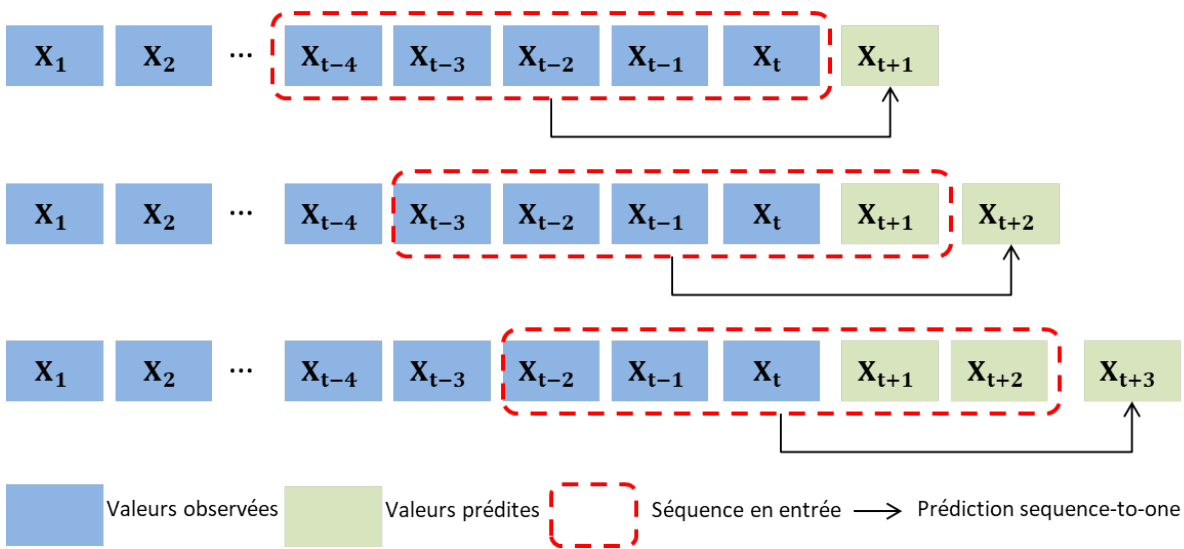 X₁ X₂ ... Xₜ₋₄ Xₜ₋₃ Xₜ₋₂ Xₜ₋₁ Xₜ Xₜ₊₁
X₁ X₂ ... Xₜ₋₄ Xₜ₋₃ Xₜ₋₂ Xₜ₋₁ Xₜ Xₜ₊₁ Xₜ₊₂
X₁ X₂ ... Xₜ₋₄ Xₜ₋₃ Xₜ₋₂ Xₜ₋₁ Xₜ Xₜ₊₁ Xₜ₊₂ Xₜ₊₃
Valeurs observées Valeurs prédites Séquence en entrée Prédiction sequence-to-one